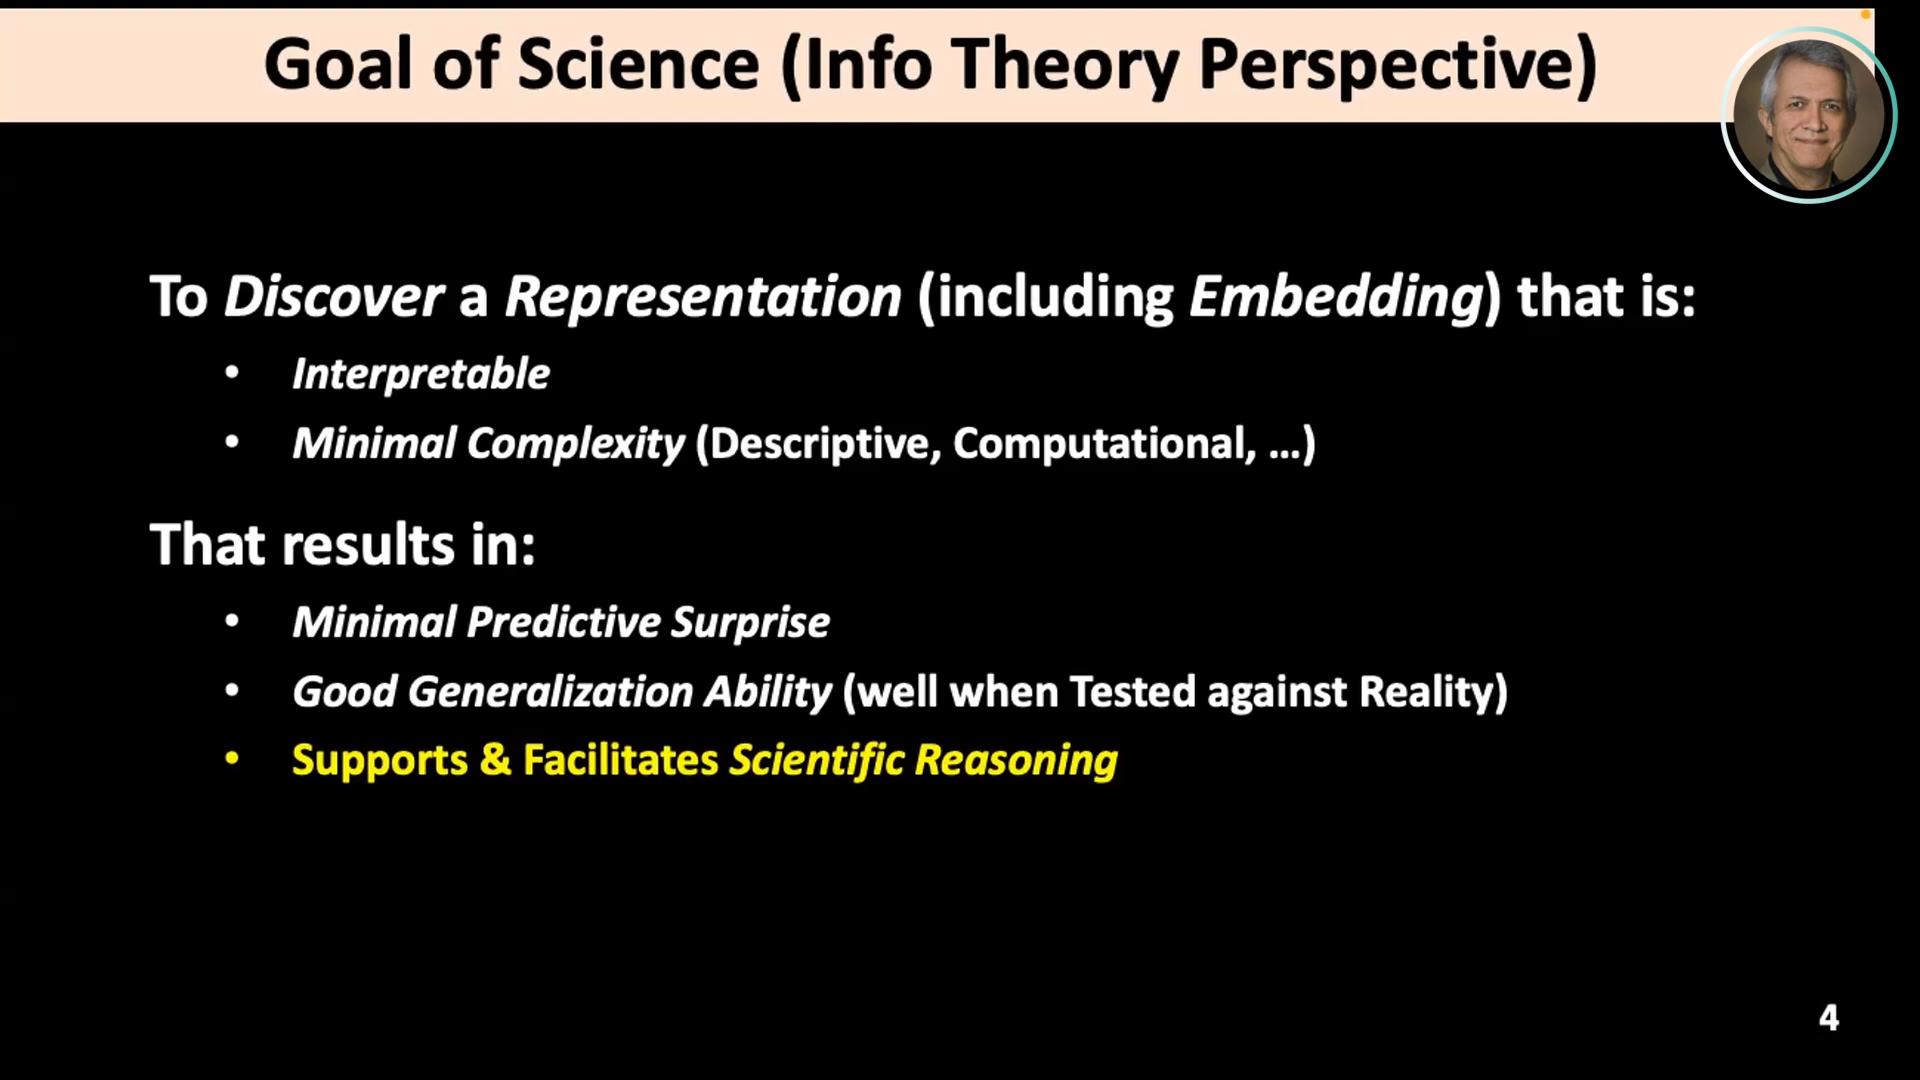 Goal of Science (Info Theory Perspective)
To Discover a Representation (including Embedding) that is:
• Interpretable
• Minimal Complexity (Descriptive, Computational, ...)
That results in:
• Minimal Predictive Surprise
• Good Generalization Ability (well when Tested against Reality)
• Supports & Facilitates Scientific Reasoning
4